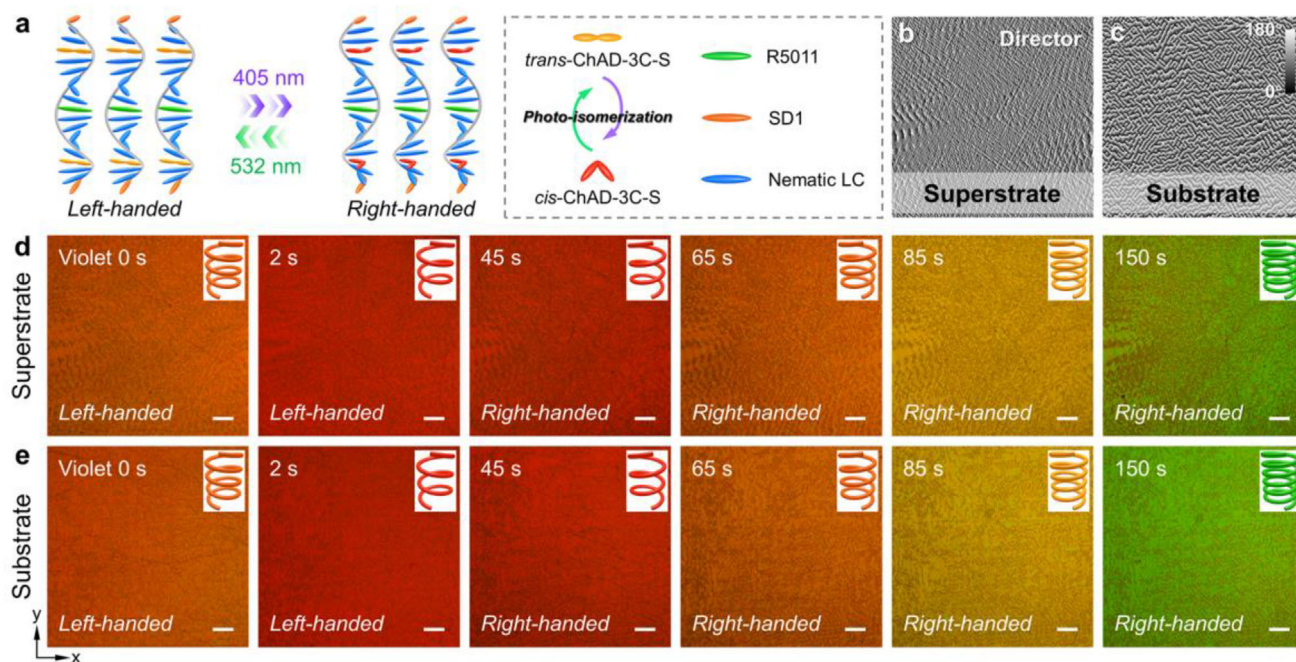 a
405 nm
532 nm
Left-handed
Right-handed
trans-ChAD-3C-S
Photo-isomerization
cis-ChAD-3C-S
R5011
SD1
Nematic LC
b
Director
Superstrate
c
180
0
Substrate
d
Superstrate
Violet 0 s
2 s
45 s
65 s
85 s
150 s
Left-handed
Left-handed
Right-handed
Right-handed
Right-handed
Right-handed
e
Substrate
Violet 0 s
2 s
45 s
65 s
85 s
150 s
Left-handed
Left-handed
Right-handed
Right-handed
Right-handed
Right-handed
y
x